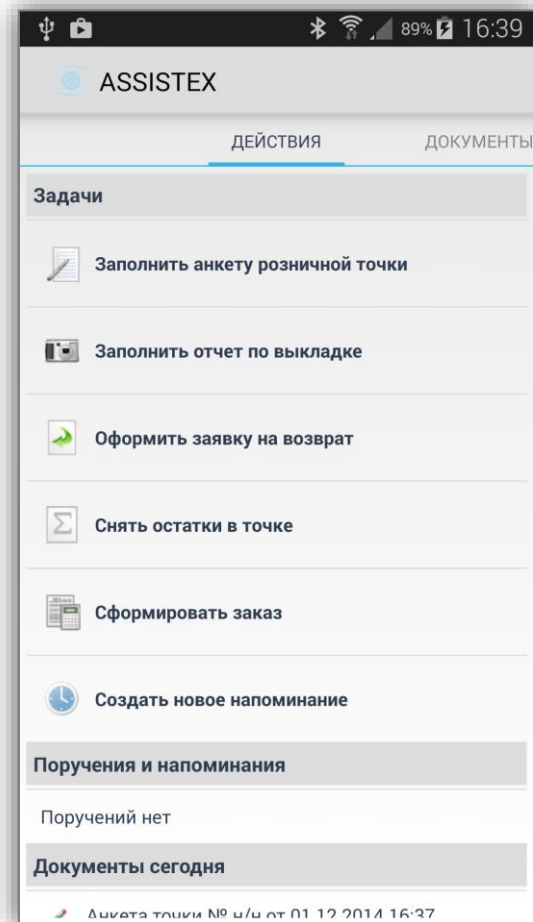 89% 16:39
ASSISTEX
ДЕЙСТВИЯ ДОКУМЕНТЫ
Задачи
Заполнить анкету розничной точки
Заполнить отчет по выкладке
Оформить заявку на возврат
Снять остатки в точке
Сформировать заказ
Создать новое напоминание
Поручения и напоминания
Поручений нет
Документы сегодня
Анкета точки № н/н от 01.12.2014 16:37